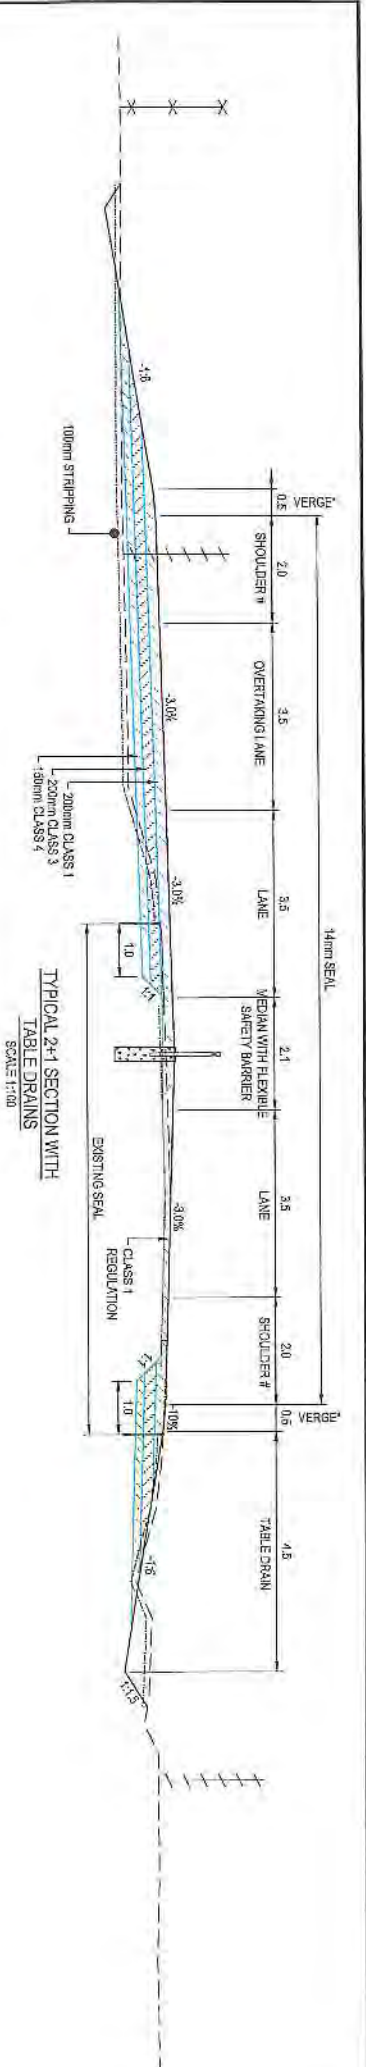 14mm SEAL
VERGE*
0.5
SHOULDER #
2.0
OVERTAKING LANE
3.5
LANE
3.5
MEDIAN WITH FLEXIBLE
SAFETY BARRIER
2.1
LANE
3.5
SHOULDER #
2.0
VERGE*
0.5
TABLE DRAIN
4.5
-1:6
-3.0%
-3.0%
-3.0%
-10%
-1:6
1:1.5
1:1
1.0
1.0
100mm STRIPPING
200mm CLASS 1
200mm CLASS 3
150mm CLASS 4
CLASS 1
REGULATION
EXISTING SEAL
TYPICAL 2+1 SECTION WITH
TABLE DRAINS
SCALE 1:100